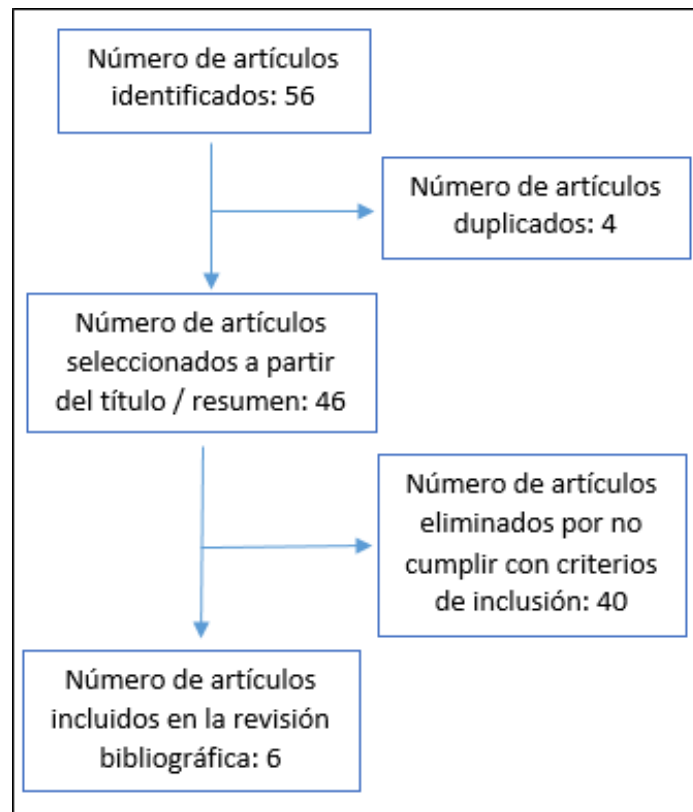 Número de artículos
identificados: 56
Número de artículos
duplicados: 4
Número de artículos
seleccionados a partir
del título / resumen: 46
Número de artículos
eliminados por no
cumplir con criterios
de inclusión: 40
Número de artículos
incluidos en la revisión
bibliográfica: 6